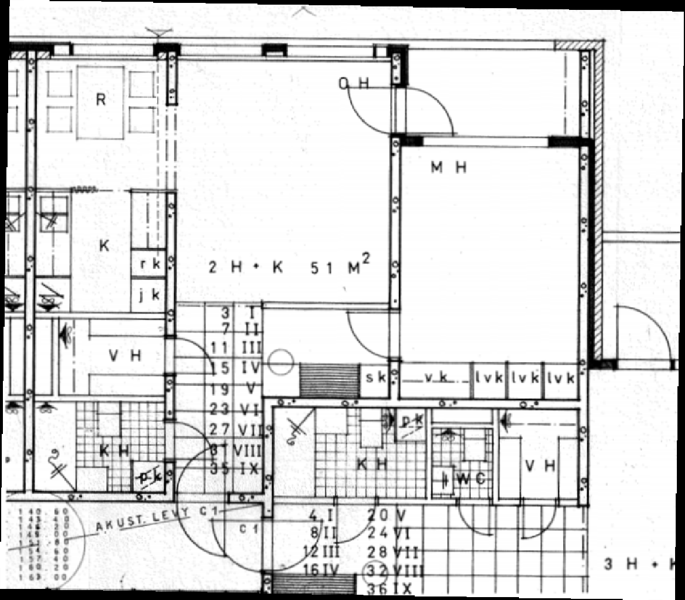 O H
R
M H
K
r k
2 H + K 51 M2
j k
3 I
7 II
11 III
15 IV
19 V
23 VI
27 VII
31 VIII
35 IX
V H
s k
v k
l v k
l v k
l v k
p k
K H
K H
W C
V H
p k
AKUST. LEVY C1
C 1
4 I
8 II
12 III
16 IV
20 V
24 VI
28 VII
32 VIII
36 IX
3 H + K